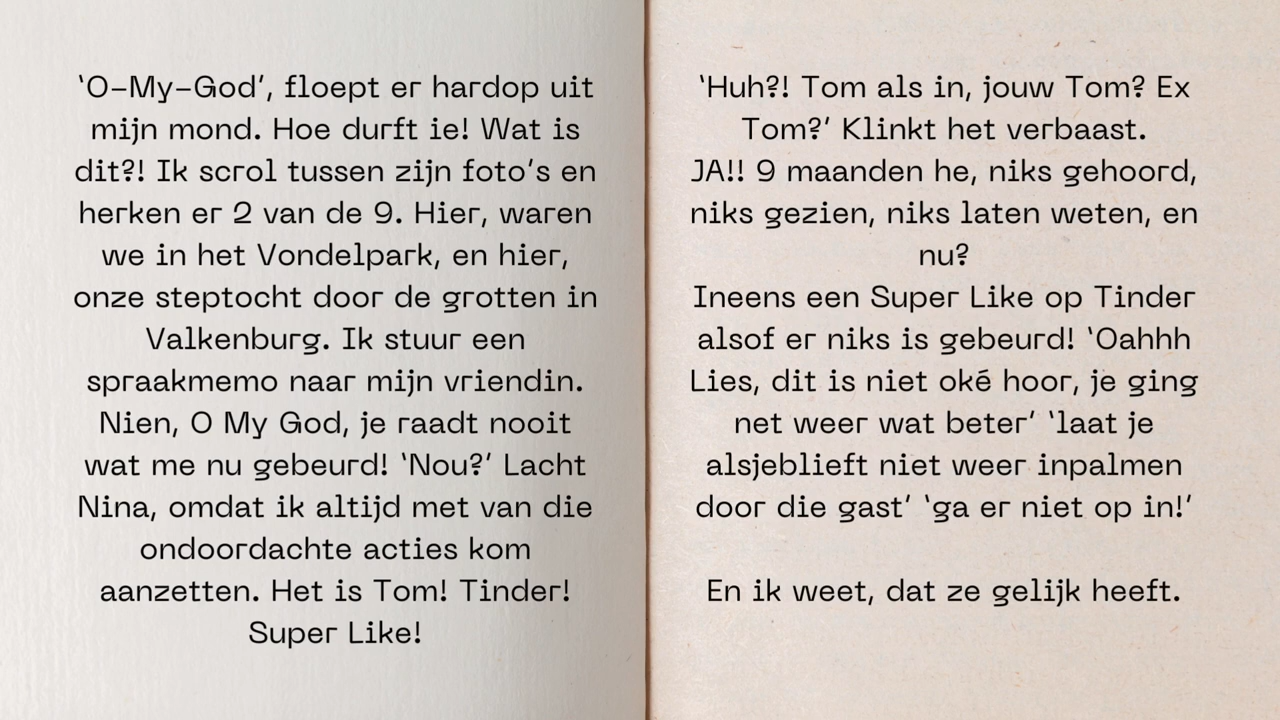 ‘O–My–God’, floept er hardop uit
mijn mond. Hoe durft ie! Wat is
dit?! Ik scrol tussen zijn foto’s en
herken er 2 van de 9. Hier, waren
we in het Vondelpark, en hier,
onze steptocht door de grotten in
Valkenburg. Ik stuur een
spraakmemo naar mijn vriendin.
Nien, O My God, je raadt nooit
wat me nu gebeurd! ‘Nou?’ Lacht
Nina, omdat ik altijd met van die
ondoordachte acties kom
aanzetten. Het is Tom! Tinder!
Super Like!
‘Huh?! Tom als in, jouw Tom? Ex
Tom?’ Klinkt het verbaast.
JA!! 9 maanden he, niks gehoord,
niks gezien, niks laten weten, en
nu?
Ineens een Super Like op Tinder
alsof er niks is gebeurd! ‘Oahhh
Lies, dit is niet oké hoor, je ging
net weer wat beter’ ‘laat je
alsjeblieft niet weer inpalmen
door die gast’ ‘ga er niet op in!’
En ik weet, dat ze gelijk heeft.